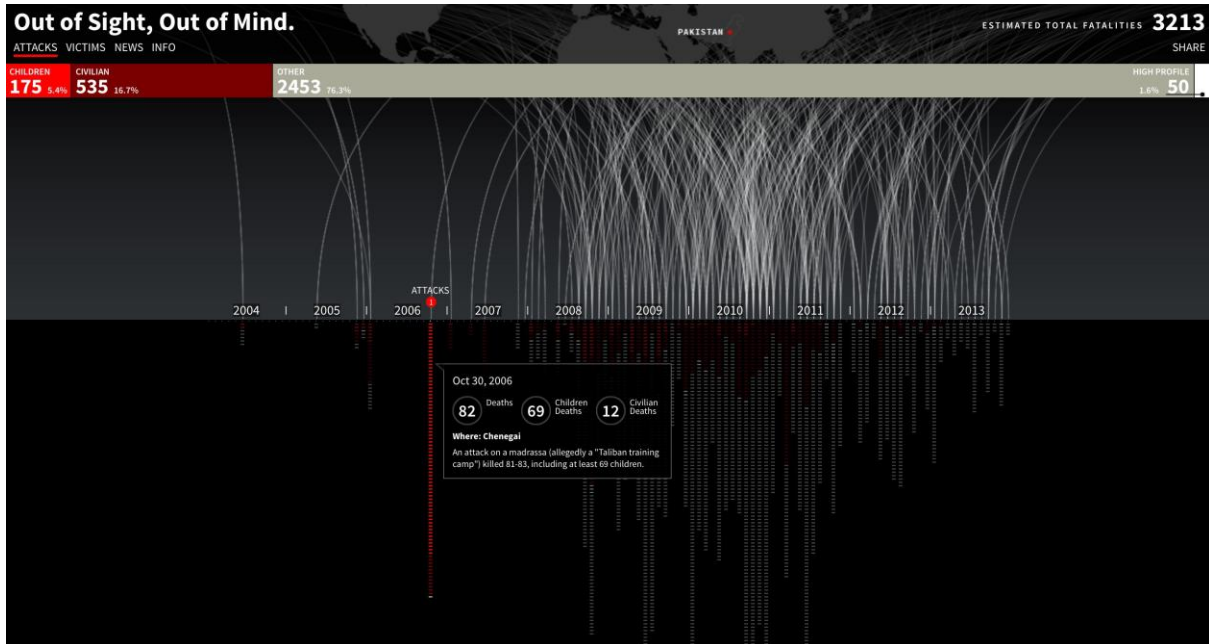 Out of Sight, Out of Mind.
PAKISTAN
ESTIMATED TOTAL FATALITIES 3213
ATTACKS VICTIMS NEWS INFO
SHARE
CHILDREN
175 5.4%
CIVILIAN
535 16.7%
OTHER
2453 76.3%
HIGH PROFILE
1.6% 50
ATTACKS
1
2004 2005 2006 2007 2008 2009 2010 2011 2012 2013
Oct 30, 2006
82 Deaths
69 Children Deaths
12 Civilian Deaths
Where: Chenegai
An attack on a madrassa (allegedly a "Taliban training
camp") killed 81-83, including at least 69 children.